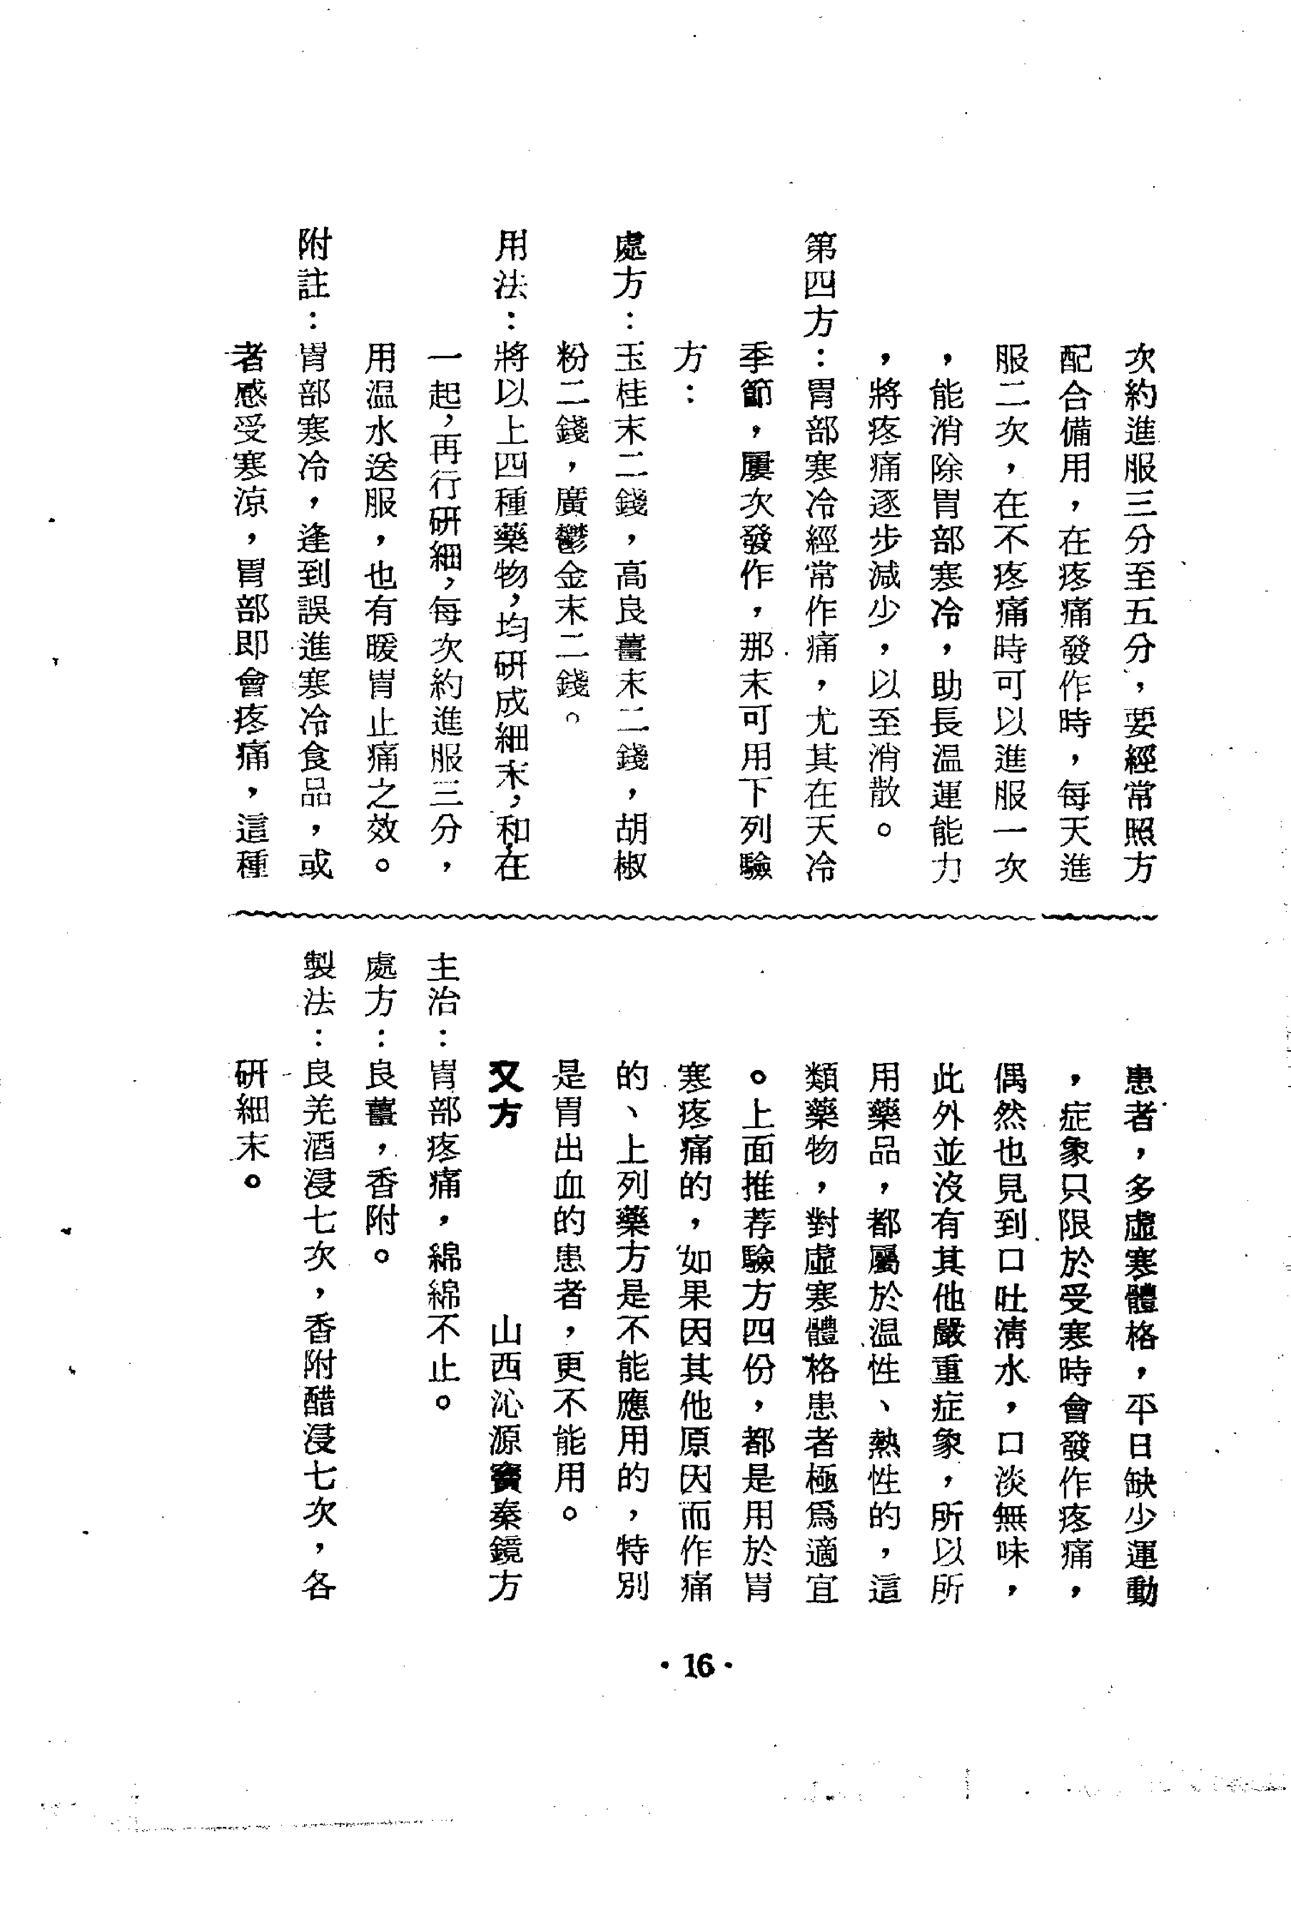 次約進服三分至五分，要經常照方
配合備用，在疼痛發作時，每天進
服二次，在不疼痛時可以進服一次
，能消除胃部寒冷，助長温運能力
，將疼痛逐步減少，以至消散。
第四方：胃部寒冷經常作痛，尤其在天冷
季節，屢次發作，那末可用下列驗
方：
處方：玉桂末二錢，高良薑末二錢，胡椒
粉二錢，廣鬱金末二錢。
用法：將以上四種藥物，均研成細末，和在
一起，再行研細，每次約進服三分，
用温水送服，也有暖胃止痛之效。
附註：胃部寒冷，逢到誤進寒冷食品，或
者感受寒涼，胃部即會疼痛，這種
患者，多虛寒體格，平日缺少運動
，症象只限於受寒時會發作疼痛，
偶然也見到口吐淸水，口淡無味，
此外並沒有其他嚴重症象，所以所
用藥品，都屬於温性、熱性的，這
類藥物，對虛寒體格患者極爲適宜
。上面推荐驗方四份，都是用於胃
寒疼痛的，如果因其他原因而作痛
的、上列藥方是不能應用的，特別
是胃出血的患者，更不能用。
又方　山西沁源竇秦鏡方
主治：胃部疼痛，綿綿不止。
處方：良薑，香附。
製法：良羌酒浸七次，香附醋浸七次，各
研細末。
·16·